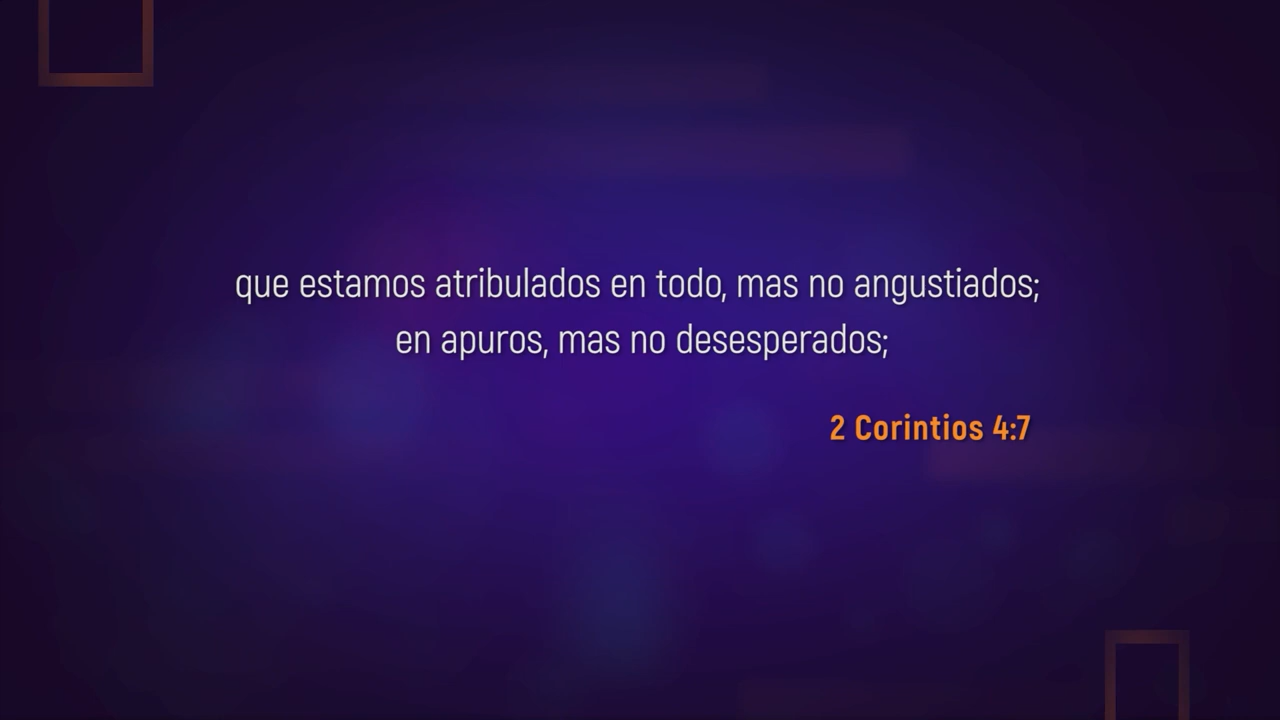 que estamos atribulados en todo, mas no angustiados;
en apuros, mas no desesperados;
2 Corintios 4:7